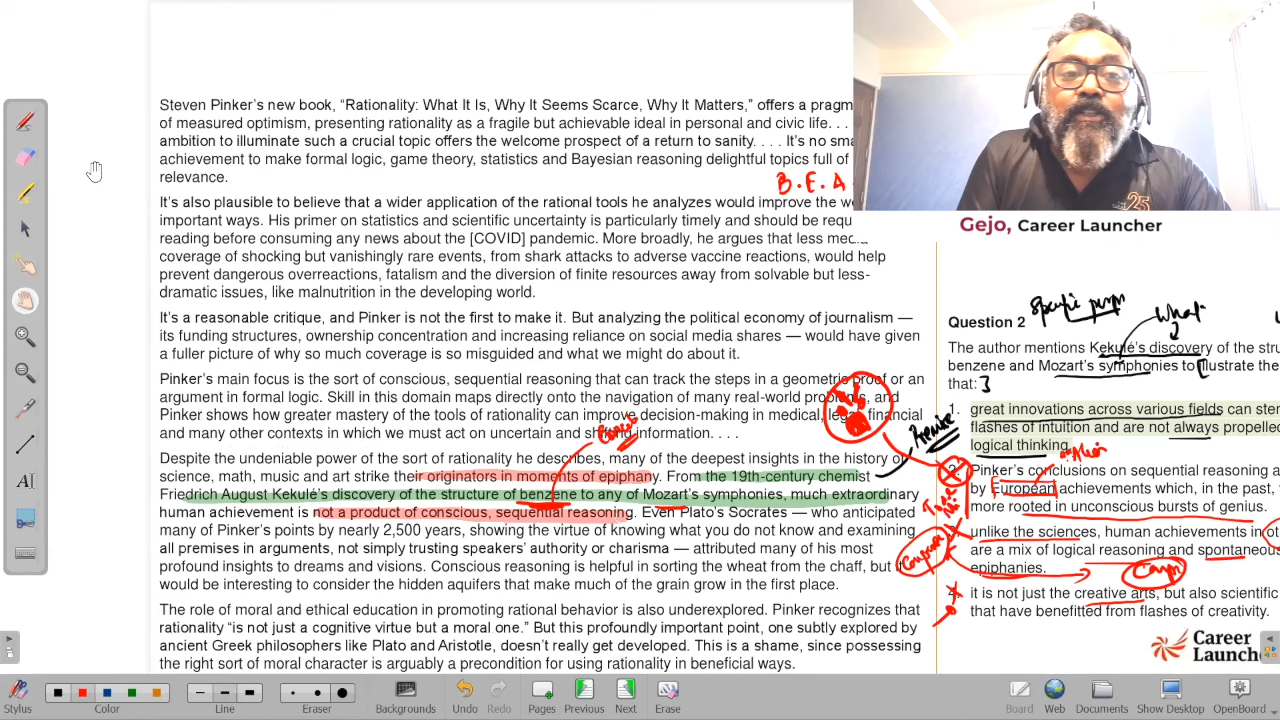 Steven Pinker's new book, “Rationality: What It Is, Why It Seems Scarce, Why It Matters,” offers a pragm
of measured optimism, presenting rationality as a fragile but achievable ideal in personal and civic life. . . .
ambition to illuminate such a crucial topic offers the welcome prospect of a return to sanity. . . . It's no sma
achievement to make formal logic, game theory, statistics and Bayesian reasoning delightful topics full of
relevance.
B.F.A
It's also plausible to believe that a wider application of the rational tools he analyzes would improve the wo
important ways. His primer on statistics and scientific uncertainty is particularly timely and should be requ
reading before consuming any news about the [COVID] pandemic. More broadly, he argues that less media
coverage of shocking but vanishingly rare events, from shark attacks to adverse vaccine reactions, would help
prevent dangerous overreactions, fatalism and the diversion of finite resources away from solvable but less-
dramatic issues, like malnutrition in the developing world.
It's a reasonable critique, and Pinker's not the first to make it. But analyzing the political economy of journalism —
its funding structures, ownership concentration and increasing reliance on social media shares — would have given
a fuller picture of why so much coverage is so misguided and what we might do about it.
Pinker's main focus is the sort of conscious, sequential reasoning that can track the steps in a geometric proof or an
argument in formal logic. Skill in this domain maps directly onto the navigation of many real-world problems, and
Pinker shows how greater mastery of the tools of rationality can improve decision-making in medical, legal, financial
and many other contexts in which we must act on uncertain and shifting information. . . .
Despite the undeniable power of the sort of rationality he describes, many of the deepest insights in the history of
science, math, music and art strike their originators in moments of epiphany. From the 19th-century chemist
Friedrich August Kekulé's discovery of the structure of benzene to any of Mozart's symphonies, much extraordinary
human achievement is not a product of conscious, sequential reasoning. Even Plato's Socrates — who anticipated
many of Pinker's points by nearly 2,500 years, showing the virtue of knowing what you do not know and examining
all premises in arguments, not simply trusting speakers' authority or charisma — attributed many of his most
profound insights to dreams and visions. Conscious reasoning is helpful in sorting the wheat from the chaff, but it
would be interesting to consider the hidden aquifers that make much of the grain grow in the first place.
The role of moral and ethical education in promoting rational behavior is also underexplored. Pinker recognizes that
rationality “is not just a cognitive virtue but a moral one.” But this profoundly important point, one subtly explored by
ancient Greek philosophers like Plato and Aristotle, doesn't really get developed. This is a shame, since possessing
the right sort of moral character is arguably a precondition for using rationality in beneficial ways.
25
Gejo, Career Launcher
Specific
What
Question 2
The author mentions Kekulé's discovery of the stru
benzene and Mozart's symphonies to illustrate the
that:
1. great innovations across various fields can ster
flashes of intuition and are not always propelled
logical thinking
Pinker's conclusions on sequential reasoning a
by European achievements which, in the past,
more rooted in unconscious bursts of genius.
unlike the sciences, human achievements in ot
are a mix of logical reasoning and spontaneou
epiphanies.
4. it is not just the creative arts, but also scientific
that have benefitted from flashes of creativity.
Career
Launche
Stylus
Color
Line
Eraser
Backgrounds
Undo
Redo
Pages
Previous
Next
Erase
Board
Web
Documents
Show Desktop
OpenBoard